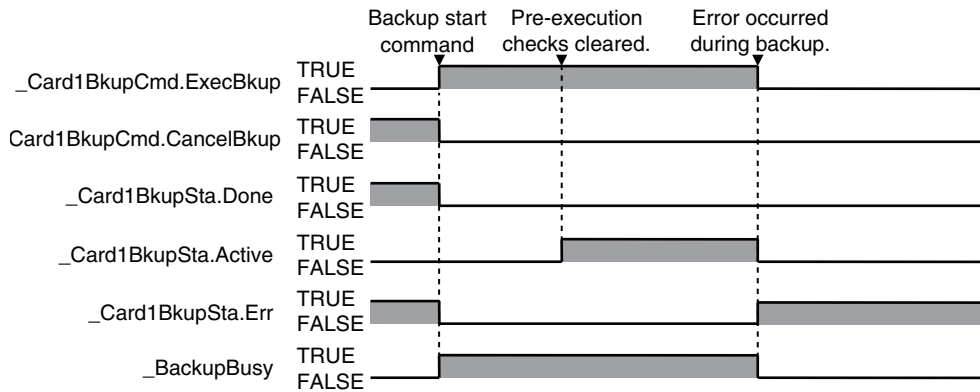 Backup start
command
Pre-execution
checks cleared.
Error occurred
during backup.
_Card1BkupCmd.ExecBkup
TRUE
FALSE
Card1BkupCmd.CancelBkup
TRUE
FALSE
_Card1BkupSta.Done
TRUE
FALSE
_Card1BkupSta.Active
TRUE
FALSE
_Card1BkupSta.Err
TRUE
FALSE
_BackupBusy
TRUE
FALSE